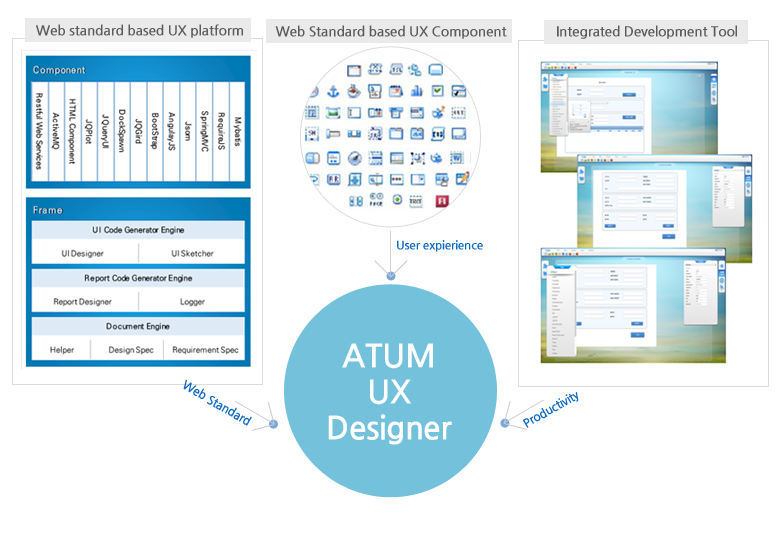 Web standard based UX platform
Web Standard based UX Component
Integrated Development Tool
Component
Restful Web Services
ActiveMQ
HTML Component
JQPlot
JQueryUI
DockSpawn
JQGird
BootStrap
AngulayJS
Jsom
SpringMVC
RequiraJS
Mybatis
Frame
UI Code Generator Engine
UI Designer
UI Sketcher
Report Code Generator Engine
Report Designer
Logger
Document Engine
Helper
Design Spec
Requirement Spec
User expierience
Web Standard
Productivity
ATUM
UX
Designer